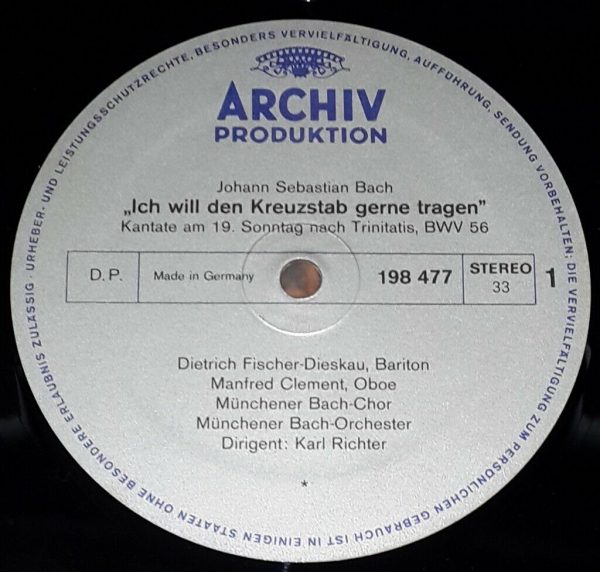 URHEBER- UND LEISTUNGSSCHUTZRECHTE, BESONDERS VERVIELFÄLTIGUNG, AUFFÜHRUNG, SENDUNG VORBEHALTEN; DIE VERVIELFÄLTIGUNG ZUM PERSÖNLICHEN GEBRAUCH IST IN EINIGEN STAATEN OHNE BESONDERE ERLAUBNIS ZULÄSSIG ·
ARCHIV
PRODUKTION
Johann Sebastian Bach
„Ich will den Kreuzstab gerne tragen”
Kantate am 19. Sonntag nach Trinitatis, BWV 56
D. P. Made in Germany 198 477 STEREO 1
33
Dietrich Fischer-Dieskau, Bariton
Manfred Clement, Oboe
Münchener Bach-Chor
Münchener Bach-Orchester
Dirigent: Karl Richter
*